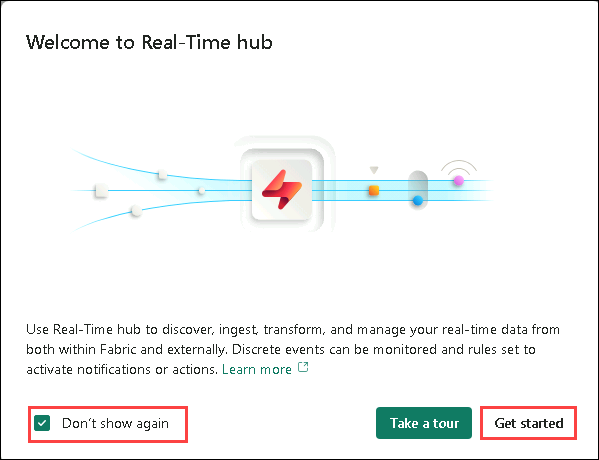 Welcome to Real-Time hub
Use Real-Time hub to discover, ingest, transform, and manage your real-time data from
both within Fabric and externally. Discrete events can be monitored and rules set to
activate notifications or actions. Learn more
Don't show again
Take a tour
Get started